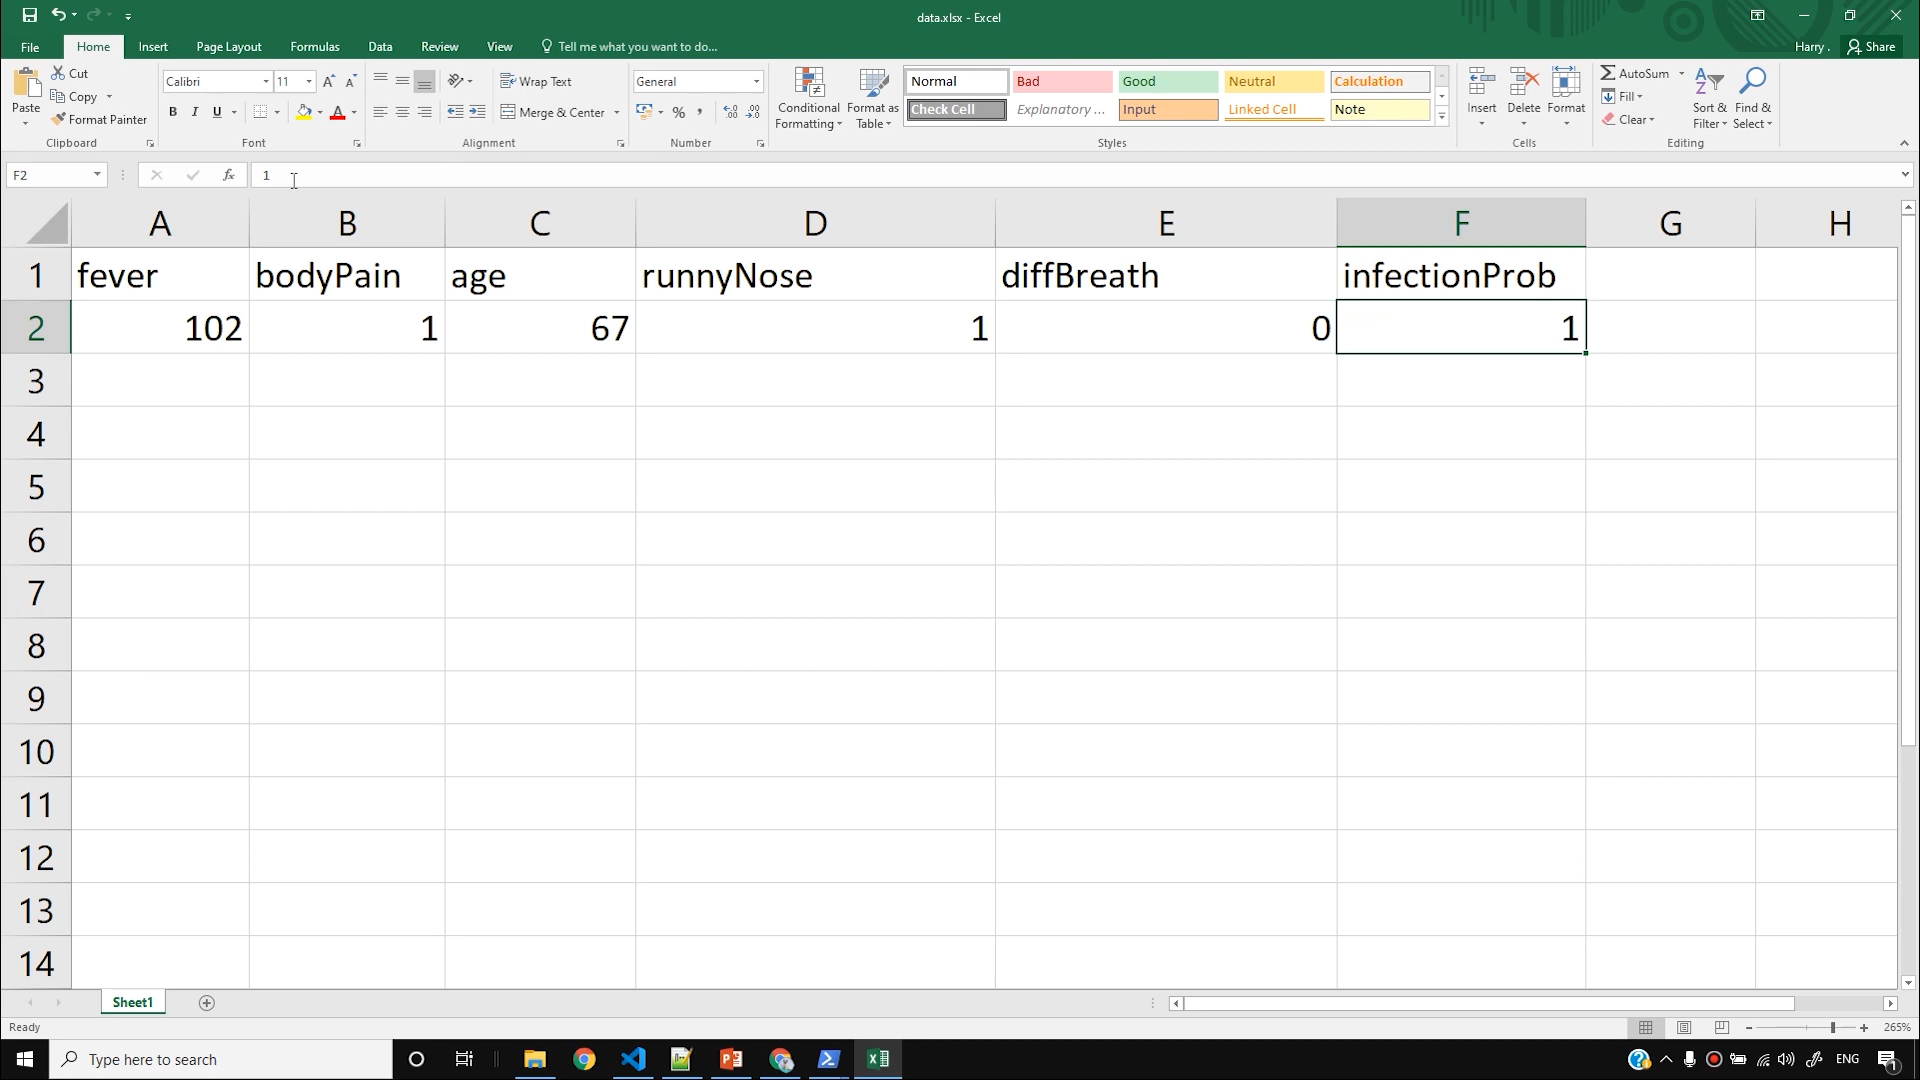 data.xlsx - Excel
File Home Insert Page Layout Formulas Data Review View Tell me what you want to do... Harry . Share
Paste Cut Copy Format Painter Clipboard
Calibri 11 A A B I U A Font
Wrap Text Merge & Center Alignment
General % , Number
Conditional Formatting Format as Table
Normal Bad Good Neutral Calculation
Check Cell Explanatory ... Input Linked Cell Note
Styles
Insert Delete Format Cells
AutoSum Fill Clear Sort & Filter Find & Select Editing
F2 fx 1
A B C D E F G H
1 fever bodyPain age runnyNose diffBreath infectionProb
2 102 1 67 1 0 1
3
4
5
6
7
8
9
10
11
12
13
14
Sheet1
Ready 265%
Type here to search ENG 1